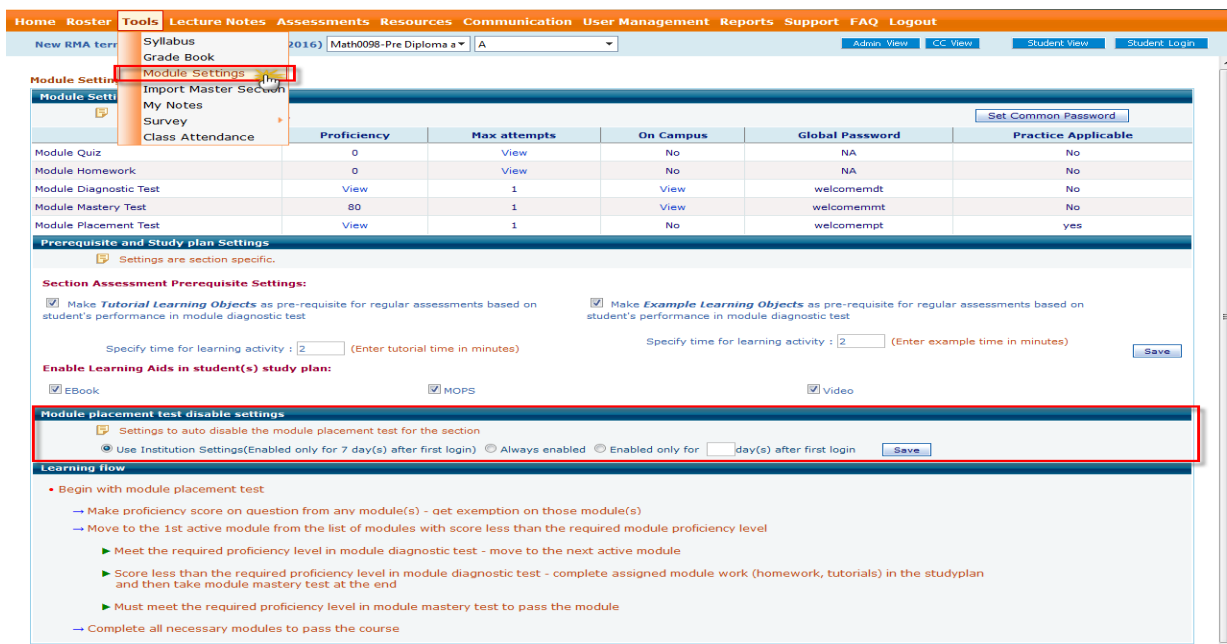 Home Roster Tools Lecture Notes Assessments Resources Communication User Management Reports Support FAQ Logout
New RMA terr 2016) Math0098-Pre Diploma a A Admin View CC View Student View Student Login
Syllabus
Grade Book
Module Settings
Import Master Section
My Notes
Survey
Class Attendance
Module Settin
Module Setti
Set Common Password
Proficiency Max attempts On Campus Global Password Practice Applicable
Module Quiz 0 View No NA No
Module Homework 0 View No NA No
Module Diagnostic Test View 1 View welcomemdt No
Module Mastery Test 80 1 View welcomemmt No
Module Placement Test View 1 No welcomempt yes
Prerequisite and Study plan Settings
Settings are section specific.
Section Assessment Prerequisite Settings:
Make Tutorial Learning Objects as pre-requisite for regular assessments based on
student's performance in module diagnostic test
Make Example Learning Objects as pre-requisite for regular assessments based on
student's performance in module diagnostic test
Specify time for learning activity : 2 (Enter tutorial time in minutes)
Specify time for learning activity : 2 (Enter example time in minutes)
Save
Enable Learning Aids in student(s) study plan:
EBook MOPS Video
Module placement test disable settings
Settings to auto disable the module placement test for the section
Use Institution Settings(Enabled only for 7 day(s) after first login) Always enabled Enabled only for day(s) after first login Save
Learning flow
• Begin with module placement test
→ Make proficiency score on question from any module(s) - get exemption on those module(s)
→ Move to the 1st active module from the list of modules with score less than the required module proficiency level
► Meet the required proficiency level in module diagnostic test - move to the next active module
► Score less than the required proficiency level in module diagnostic test - complete assigned module work (homework, tutorials) in the studyplan
and then take module mastery test at the end
► Must meet the required proficiency level in module mastery test to pass the module
→ Complete all necessary modules to pass the course